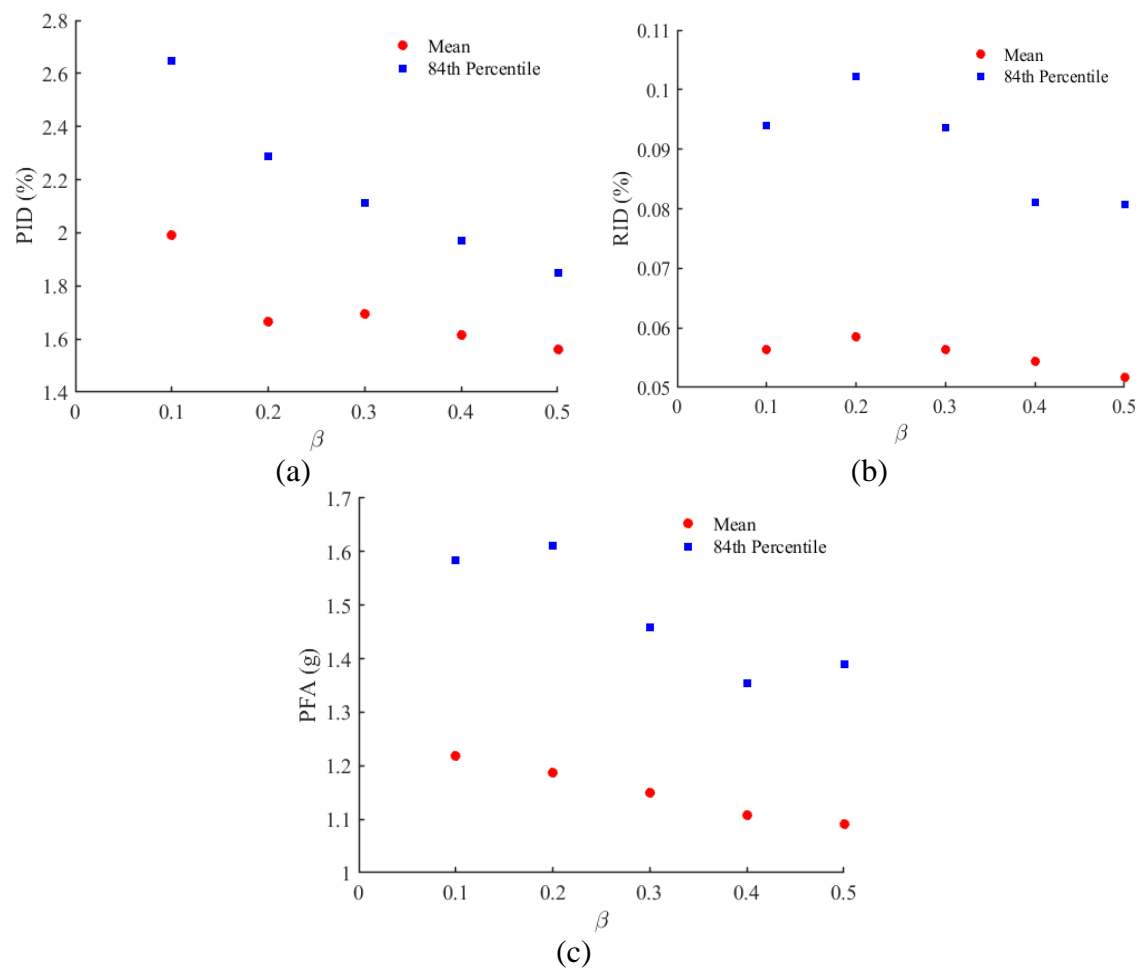 2.8
2.6
2.4
2.2
2
1.8
1.6
1.4
PID (%)
Mean
84th Percentile
0
0.1
0.2
0.3
0.4
0.5
β
(a)
0.11
0.1
0.09
0.08
0.07
0.06
0.05
RID (%)
Mean
84th Percentile
0
0.1
0.2
0.3
0.4
0.5
β
(b)
1.7
1.6
1.5
1.4
1.3
1.2
1.1
1
PFA (g)
Mean
84th Percentile
0
0.1
0.2
0.3
0.4
0.5
β
(c)